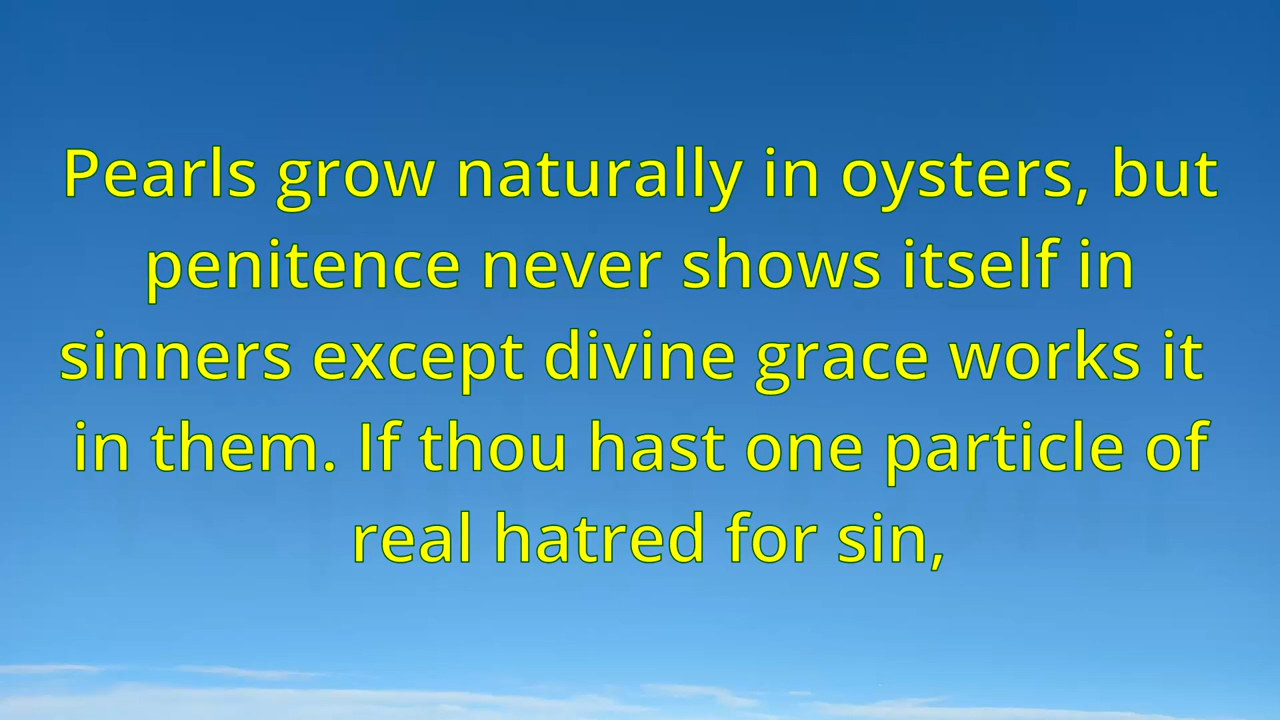 Pearls grow naturally in oysters, but
penitence never shows itself in
sinners except divine grace works it
in them. If thou hast one particle of
real hatred for sin,